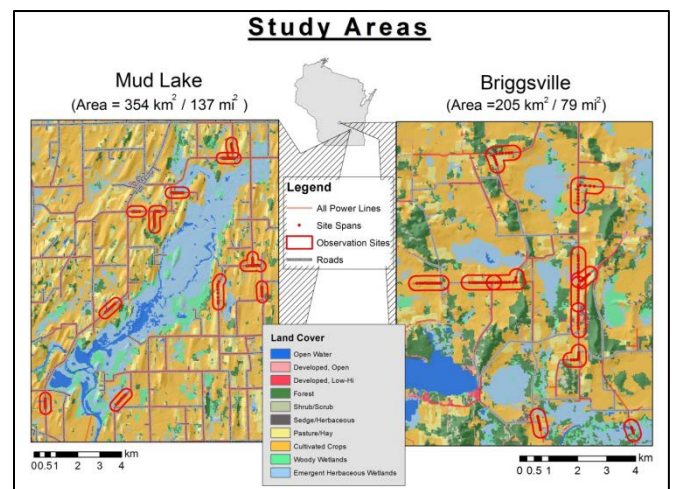 Study Areas
Mud Lake
(Area = 354 km² / 137 mi² )
Briggsville
(Area =205 km² / 79 mi²)
Legend
All Power Lines
Site Spans
Observation Sites
Roads
Land Cover
Open Water
Developed, Open
Developed, Low-Hi
Forest
Shrub/Scrub
Sedge/Herbaceous
Pasture/Hay
Cultivated Crops
Woody Wetlands
Emergent Herbaceous Wetlands
km
00.51 2 3 4
km
0 0.5 1 2 3 4